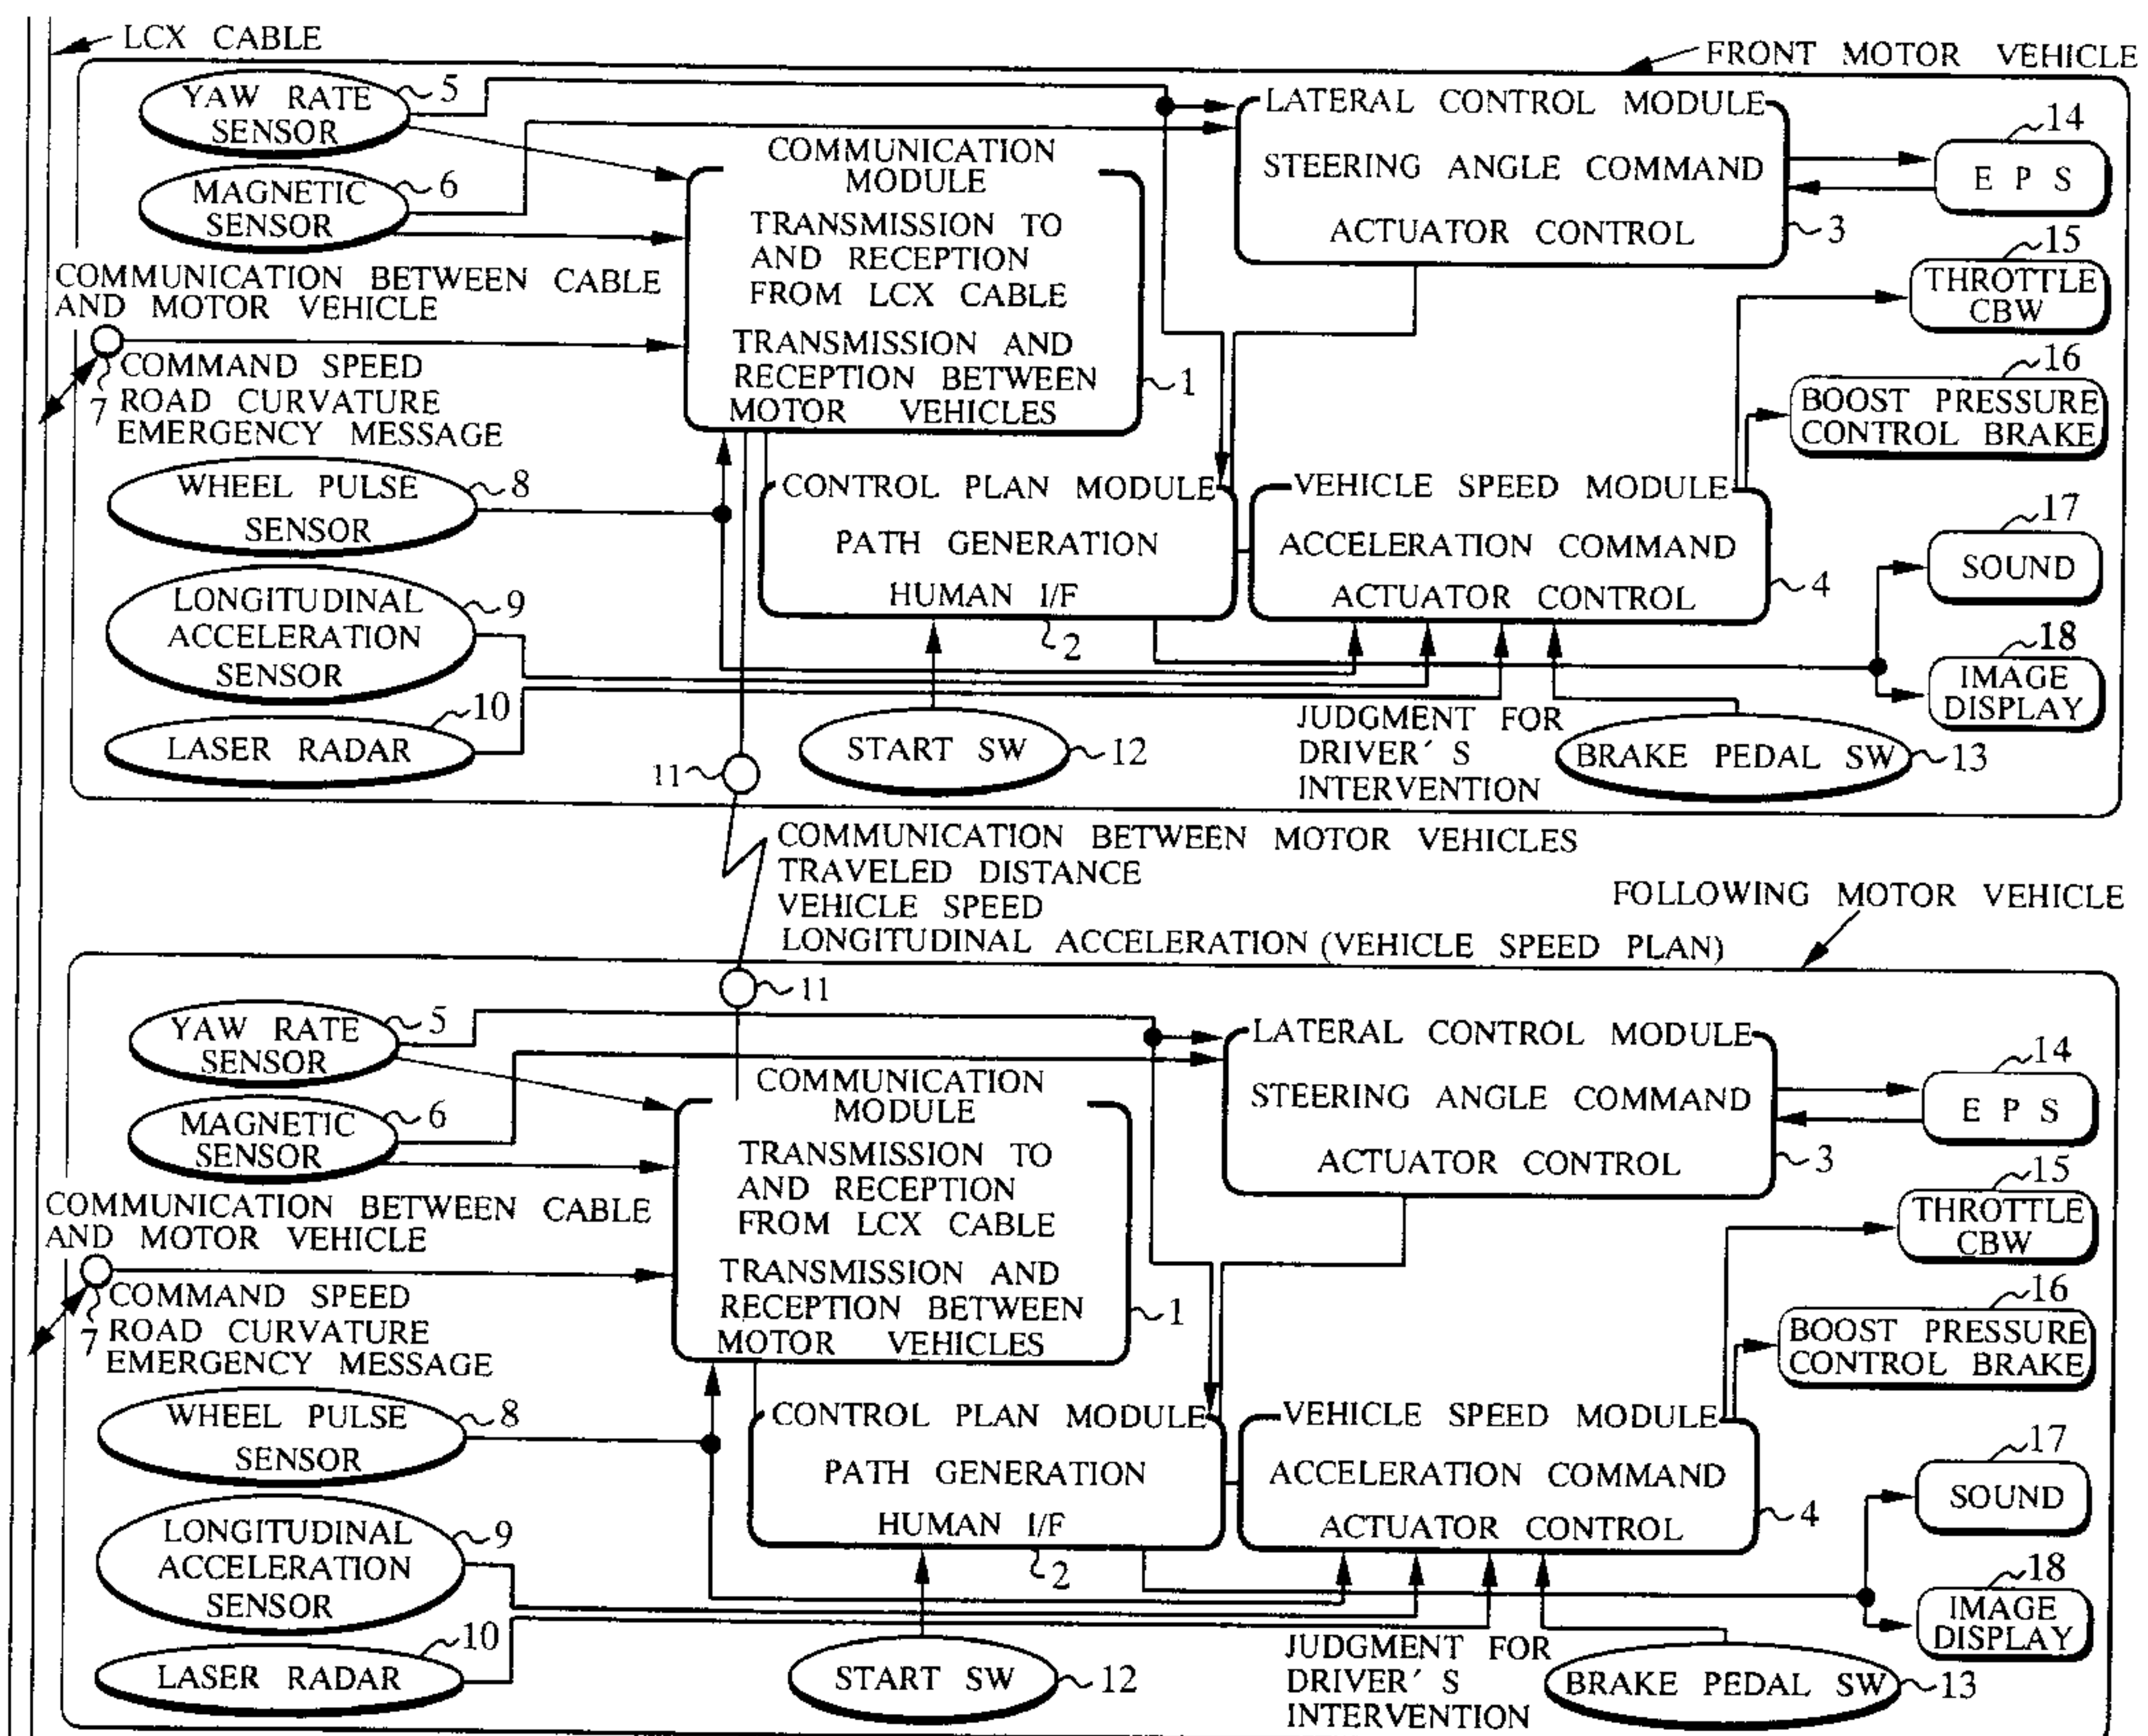 LCX CABLE
FRONT MOTOR VEHICLE
YAW RATE
SENSOR
5
MAGNETIC
SENSOR
6
COMMUNICATION BETWEEN CABLE
AND MOTOR VEHICLE
7
COMMAND SPEED
ROAD CURVATURE
EMERGENCY MESSAGE
WHEEL PULSE
SENSOR
8
LONGITUDINAL
ACCELERATION
SENSOR
9
LASER RADAR
10
COMMUNICATION
MODULE
TRANSMISSION TO
AND RECEPTION
FROM LCX CABLE
TRANSMISSION AND
RECEPTION BETWEEN
MOTOR VEHICLES
1
CONTROL PLAN MODULE
PATH GENERATION
HUMAN I/F
2
LATERAL CONTROL MODULE
STEERING ANGLE COMMAND
ACTUATOR CONTROL
3
VEHICLE SPEED MODULE
ACCELERATION COMMAND
ACTUATOR CONTROL
4
14
E P S
15
THROTTLE
CBW
16
BOOST PRESSURE
CONTROL BRAKE
17
SOUND
18
IMAGE
DISPLAY
11
START SW
12
JUDGMENT FOR
DRIVER´S
INTERVENTION
BRAKE PEDAL SW
13
COMMUNICATION BETWEEN MOTOR VEHICLES
TRAVELED DISTANCE
VEHICLE SPEED
LONGITUDINAL ACCELERATION (VEHICLE SPEED PLAN)
FOLLOWING MOTOR VEHICLE
11
YAW RATE
SENSOR
5
MAGNETIC
SENSOR
6
COMMUNICATION BETWEEN CABLE
AND MOTOR VEHICLE
7
COMMAND SPEED
ROAD CURVATURE
EMERGENCY MESSAGE
WHEEL PULSE
SENSOR
8
LONGITUDINAL
ACCELERATION
SENSOR
9
LASER RADAR
10
COMMUNICATION
MODULE
TRANSMISSION TO
AND RECEPTION
FROM LCX CABLE
TRANSMISSION AND
RECEPTION BETWEEN
MOTOR VEHICLES
1
CONTROL PLAN MODULE
PATH GENERATION
HUMAN I/F
2
LATERAL CONTROL MODULE
STEERING ANGLE COMMAND
ACTUATOR CONTROL
3
VEHICLE SPEED MODULE
ACCELERATION COMMAND
ACTUATOR CONTROL
4
14
E P S
15
THROTTLE
CBW
16
BOOST PRESSURE
CONTROL BRAKE
17
SOUND
18
IMAGE
DISPLAY
START SW
12
JUDGMENT FOR
DRIVER´S
INTERVENTION
BRAKE PEDAL SW
13